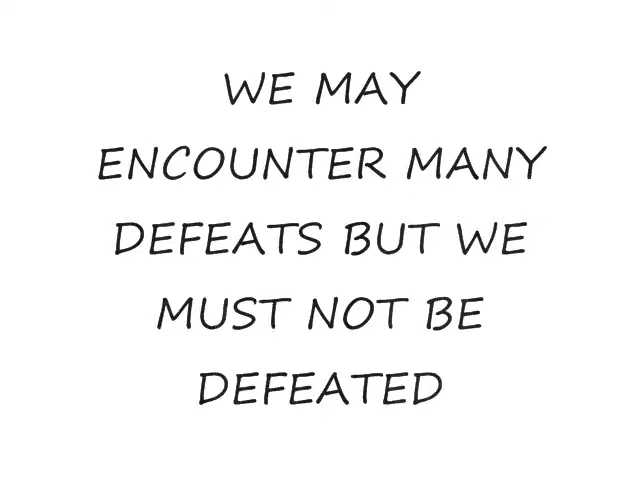 WE MAY
ENCOUNTER MANY
DEFEATS BUT WE
MUST NOT BE
DEFEATED